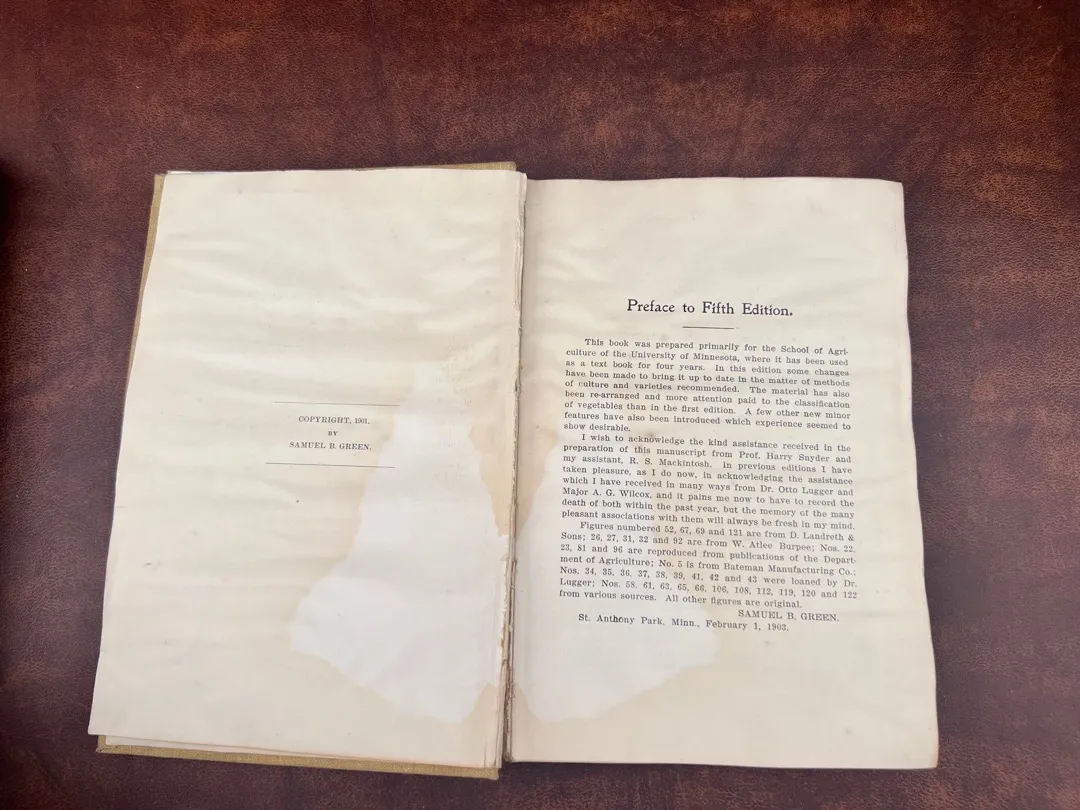 COPYRIGHT, 1901.
BY
SAMUEL B. GREEN.
Preface to Fifth Edition.
This book was prepared primarily for the School of Agri-
culture of the University of Minnesota, where it has been used
as a text book for four years. In this edition some changes
have been made to bring it up to date in the matter of methods
of culture and varieties recommended. The material has also
been re-arranged and more attention paid to the classification
of vegetables than in the first edition. A few other new minor
features have also been introduced which experience seemed to
show desirable.
I wish to acknowledge the kind assistance received in the
preparation of this manuscript from Prof. Harry Snyder and
my assistant, R. S. Mackintosh. In previous editions I have
taken pleasure, as I do now, in acknowledging the assistance
which I have received in many ways from Dr. Otto Lugger and
Major A. G. Wilcox, and it pains me now to have to record the
death of both within the past year, but the memory of the many
pleasant associations with them will always be fresh in my mind.
Figures numbered 52, 67, 69 and 121 are from D. Landreth &
Sons; 26, 27, 31, 32 and 92 are from W. Atlee Burpee; Nos. 22,
23, 81 and 96 are reproduced from publications of the Depart-
ment of Agriculture; No. 5 is from Bateman Manufacturing Co.;
Nos. 34, 35, 36, 37, 38, 39, 41, 42 and 43 were loaned by Dr.
Lugger; Nos. 58, 61, 63, 65, 66, 106, 108, 112, 119, 120 and 122
from various sources. All other figures are original.
SAMUEL B. GREEN.
St. Anthony Park, Minn., February 1, 1903.